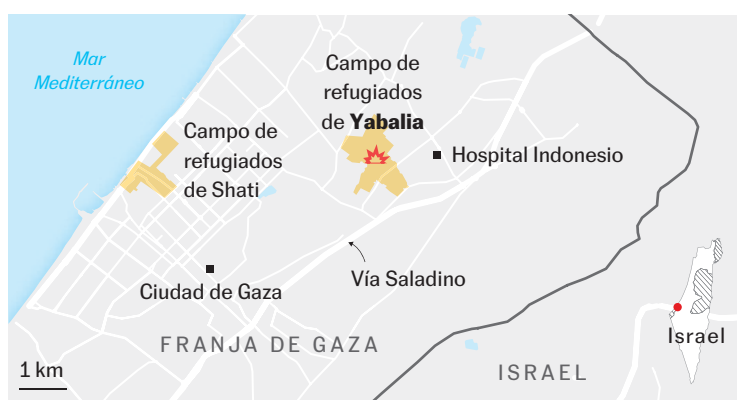 Mar
Mediterráneo
Campo de
refugiados
de Yabalia
Campo de
refugiados
de Shati
Hospital Indonesio
Ciudad de Gaza
Vía Saladino
FRANJA DE GAZA
ISRAEL
Israel
1 km